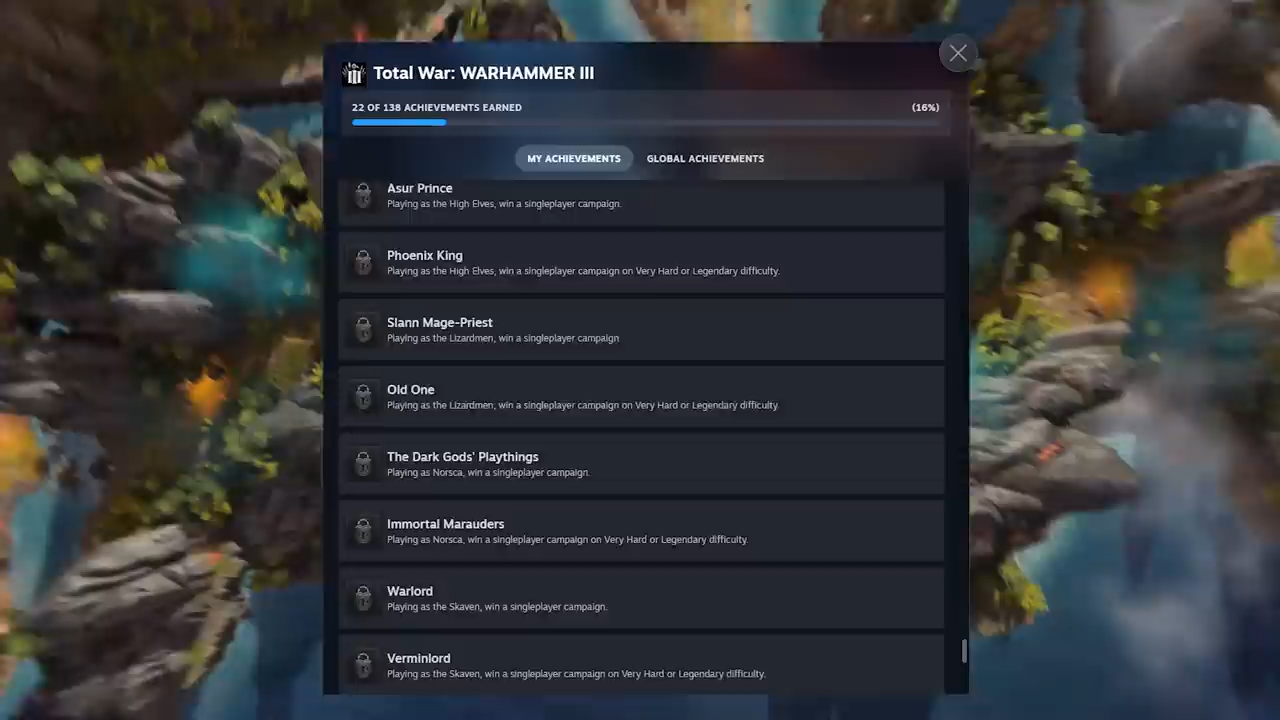 Total War: WARHAMMER III
22 OF 138 ACHIEVEMENTS EARNED (16%)
MY ACHIEVEMENTS GLOBAL ACHIEVEMENTS
Asur Prince
Playing as the High Elves, win a singleplayer campaign.
Phoenix King
Playing as the High Elves, win a singleplayer campaign on Very Hard or Legendary difficulty.
Slann Mage-Priest
Playing as the Lizardmen, win a singleplayer campaign
Old One
Playing as the Lizardmen, win a singleplayer campaign on Very Hard or Legendary difficulty.
The Dark Gods' Playthings
Playing as Norsca, win a singleplayer campaign.
Immortal Marauders
Playing as Norsca, win a singleplayer campaign on Very Hard or Legendary difficulty.
Warlord
Playing as the Skaven, win a singleplayer campaign.
Verminlord
Playing as the Skaven, win a singleplayer campaign on Very Hard or Legendary difficulty.